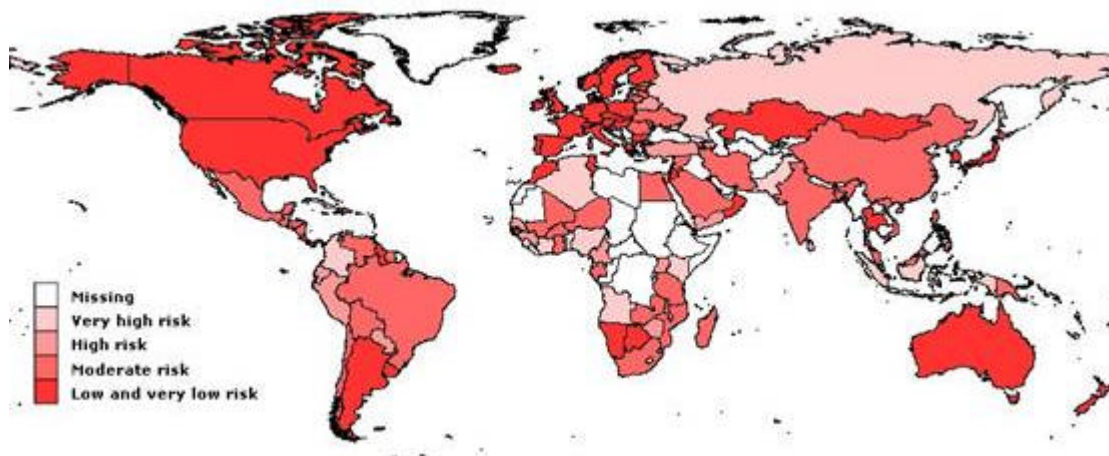 Missing
Very high risk
High risk
Moderate risk
Low and very low risk